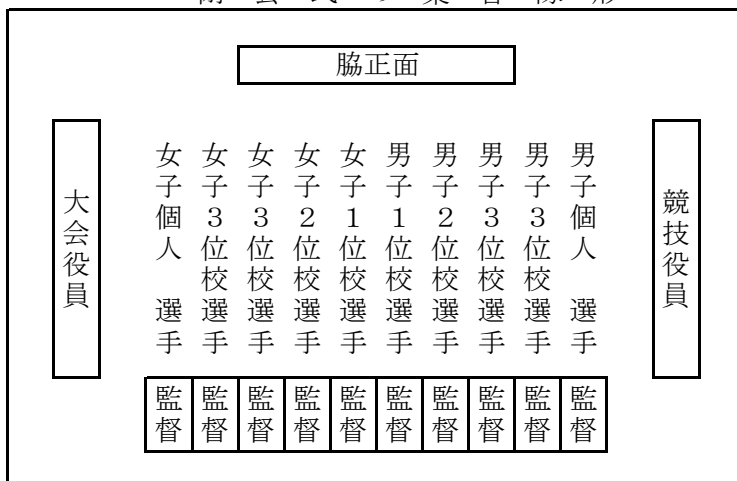 脇正面
競技役員
男子個人　選手
男子3位校選手
男子3位校選手
男子2位校選手
男子1位校選手
女子1位校選手
女子2位校選手
女子3位校選手
女子3位校選手
女子個人　選手
大会役員
監督
監督
監督
監督
監督
監督
監督
監督
監督
監督